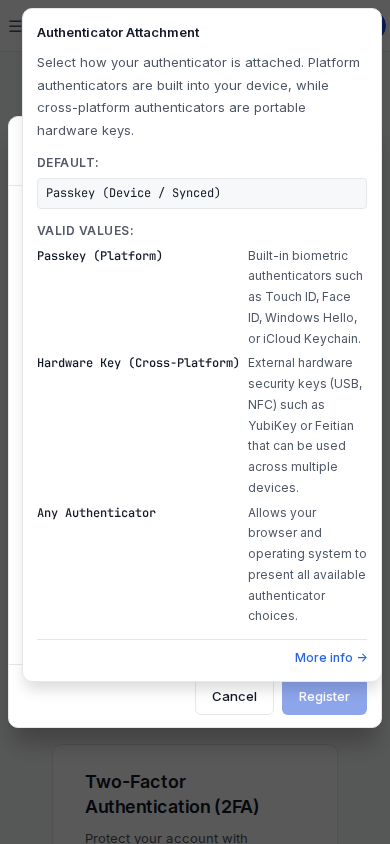 Authenticator Attachment
Select how your authenticator is attached. Platform
authenticators are built into your device, while
cross-platform authenticators are portable
hardware keys.
DEFAULT:
Passkey (Device / Synced)
VALID VALUES:
Passkey (Platform)
Built-in biometric
authenticators such
as Touch ID, Face
ID, Windows Hello,
or iCloud Keychain.
Hardware Key (Cross-Platform)
External hardware
security keys (USB,
NFC) such as
YubiKey or Feitian
that can be used
across multiple
devices.
Any Authenticator
Allows your
browser and
operating system to
present all available
authenticator
choices.
More info →
Cancel
Register
Two-Factor
Authentication (2FA)
Protect your account with